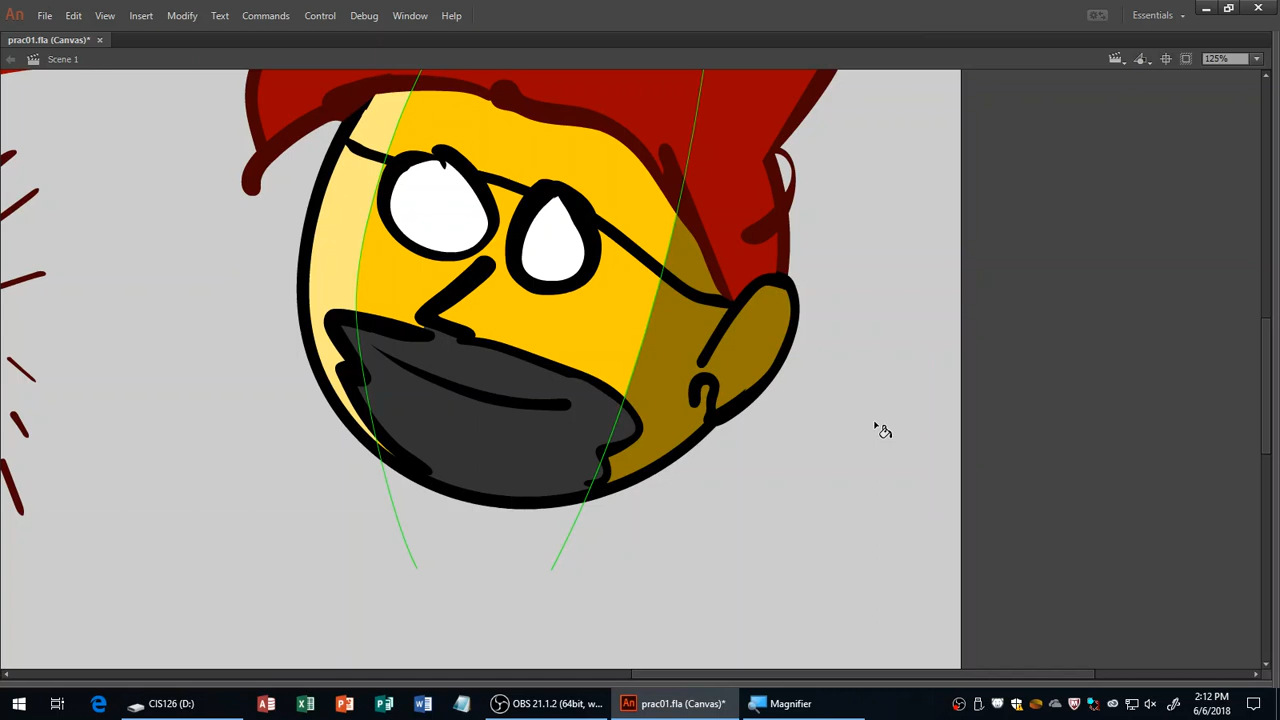 An File Edit View Insert Modify Text Commands Control Debug Window Help Essentials
prac01.fla (Canvas)* ×
Scene 1 125%
CIS126 (D:) OBS 21.1.2 (64bit, w... An prac01.fla (Canvas)* Magnifier 2:12 PM
6/6/2018